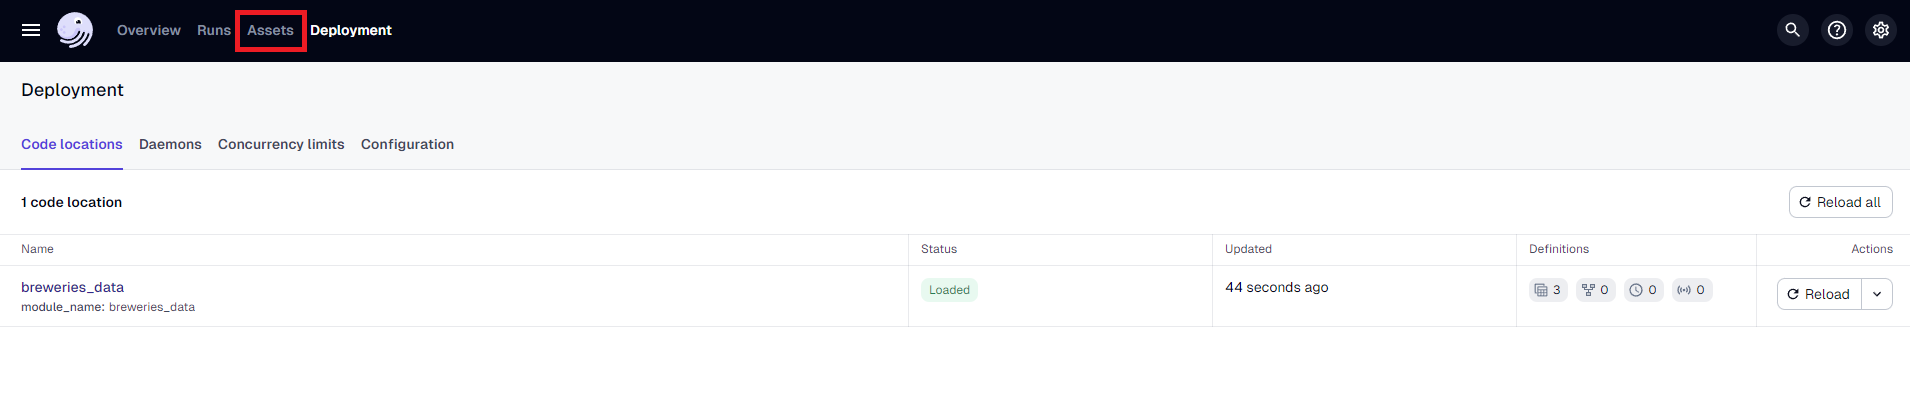 Overview Runs Assets Deployment
Deployment
Code locations Daemons Concurrency limits Configuration
1 code location Reload all
Name Status Updated Definitions Actions
breweries_data Loaded 44 seconds ago 3 0 0 0 Reload
module_name: breweries_data